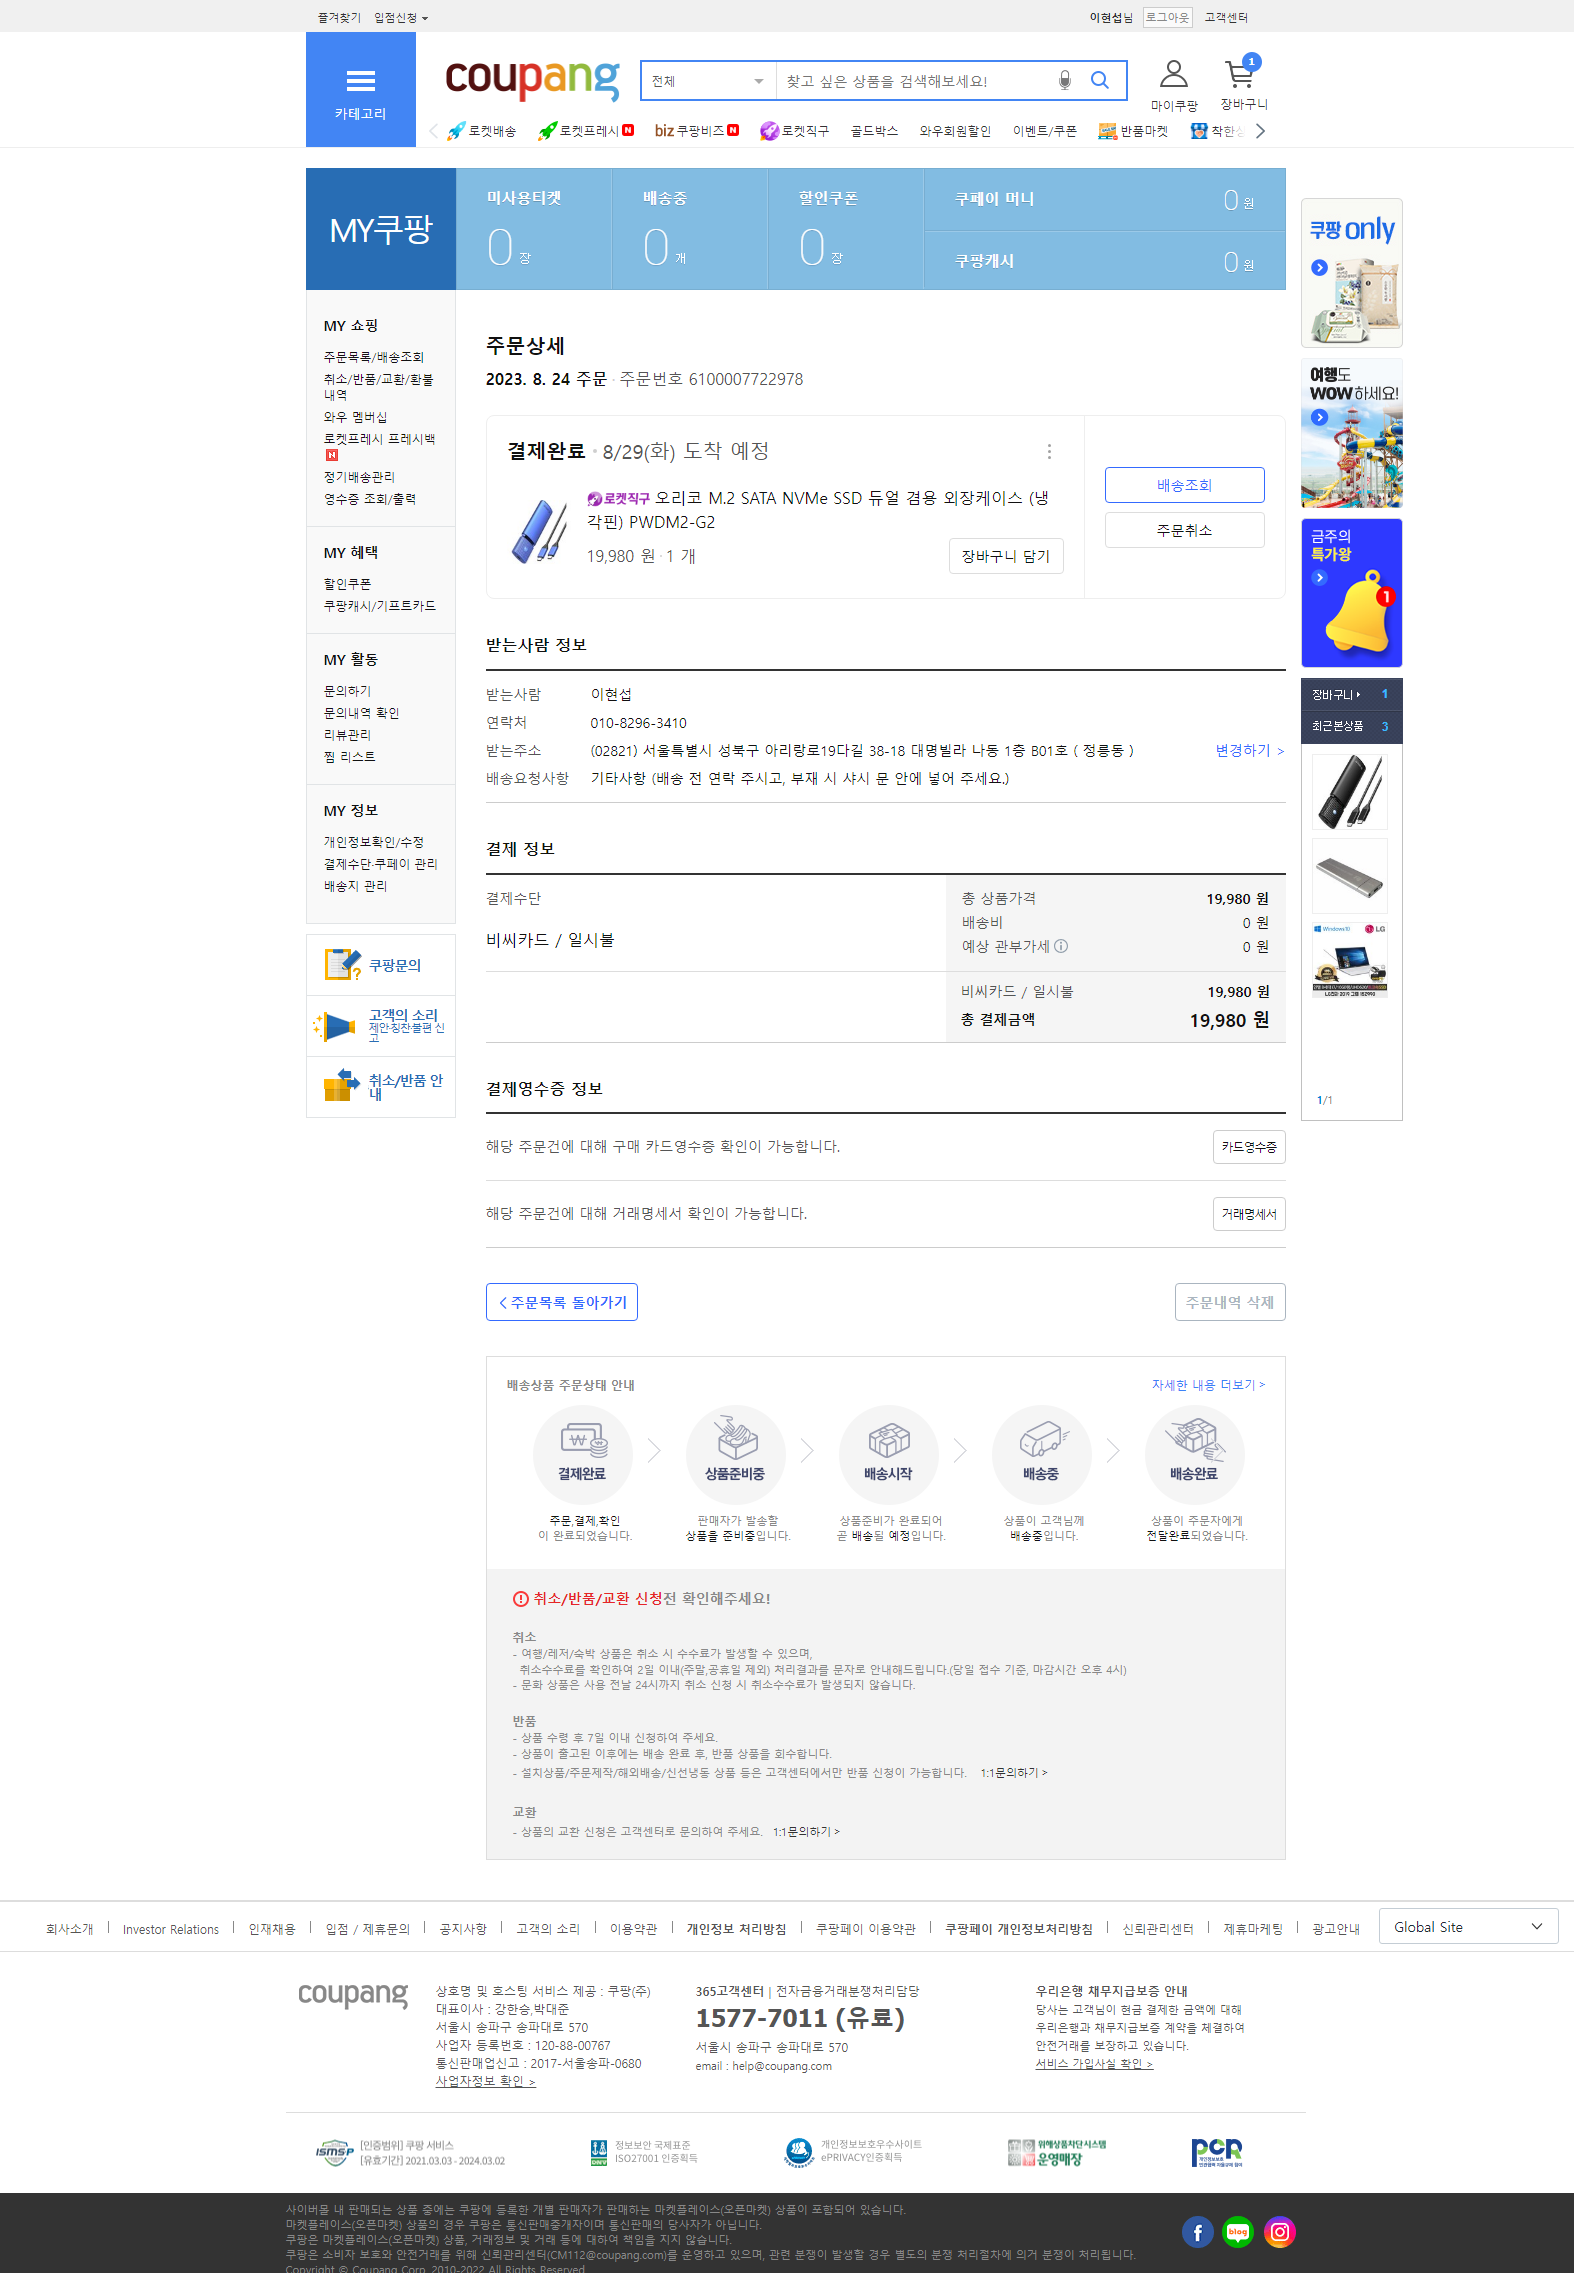 즐겨찾기 입점신청
이현섭님 로그아웃 고객센터
카테고리
coupang
전체
찾고 싶은 상품을 검색해보세요!
마이쿠팡
1
장바구니
로켓배송 로켓프레시 N biz 쿠팡비즈 N 로켓직구 골드박스 와우회원할인 이벤트/쿠폰 반품마켓 착한상
MY쿠팡
미사용티켓
0 장
배송중
0 개
할인쿠폰
0 장
쿠페이 머니 0 원
쿠팡캐시 0 원
MY 쇼핑
주문목록/배송조회
취소/반품/교환/환불
내역
와우 멤버십
로켓프레시 프레시백
N
정기배송관리
영수증 조회/출력
MY 혜택
할인쿠폰
쿠팡캐시/기프트카드
MY 활동
문의하기
문의내역 확인
리뷰관리
찜 리스트
MY 정보
개인정보확인/수정
결제수단·쿠페이 관리
배송지 관리
쿠팡문의
고객의 소리
제안·칭찬·불편 신
고
취소/반품 안
내
주문상세
2023. 8. 24 주문 · 주문번호 6100007722978
결제완료 · 8/29(화) 도착 예정
로켓직구 오리코 M.2 SATA NVMe SSD 듀얼 겸용 외장케이스 (냉
각핀) PWDM2-G2
19,980 원 · 1 개
장바구니 담기
배송조회
주문취소
받는사람 정보
받는사람 이현섭
연락처 010-8296-3410
받는주소 (02821) 서울특별시 성북구 아리랑로19다길 38-18 대명빌라 나동 1층 B01호 ( 정릉동 ) 변경하기 >
배송요청사항 기타사항 (배송 전 연락 주시고, 부재 시 샤시 문 안에 넣어 주세요.)
결제 정보
결제수단
비씨카드 / 일시불
총 상품가격 19,980 원
배송비 0 원
예상 관부가세 0 원
비씨카드 / 일시불 19,980 원
총 결제금액 19,980 원
결제영수증 정보
해당 주문건에 대해 구매 카드영수증 확인이 가능합니다. 카드영수증
해당 주문건에 대해 거래명세서 확인이 가능합니다. 거래명세서
주문목록 돌아가기
주문내역 삭제
배송상품 주문상태 안내 자세한 내용 더보기 >
결제완료
주문,결제,확인
이 완료되었습니다.
상품준비중
판매자가 발송할
상품을 준비중입니다.
배송시작
상품준비가 완료되어
곧 배송될 예정입니다.
배송중
상품이 고객님께
배송중입니다.
배송완료
상품이 주문자에게
전달완료되었습니다.
취소/반품/교환 신청전 확인해주세요!
취소
- 여행/레저/숙박 상품은 취소 시 수수료가 발생할 수 있으며,
취소수수료를 확인하여 2일 이내(주말,공휴일 제외) 처리결과를 문자로 안내해드립니다.(당일 접수 기준, 마감시간 오후 4시)
- 문화 상품은 사용 전날 24시까지 취소 신청 시 취소수수료가 발생되지 않습니다.
반품
- 상품 수령 후 7일 이내 신청하여 주세요.
- 상품이 출고된 이후에는 배송 완료 후, 반품 상품을 회수합니다.
- 설치상품/주문제작/해외배송/신선냉동 상품 등은 고객센터에서만 반품 신청이 가능합니다. 1:1문의하기 >
교환
- 상품의 교환 신청은 고객센터로 문의하여 주세요. 1:1문의하기 >
쿠팡 only
여행도
WOW하세요!
금주의
특가왕
1
장바구니 1
최근본상품 3
Windows10 LG
1/1
회사소개 Investor Relations 인재채용 입점 / 제휴문의 공지사항 고객의 소리 이용약관 개인정보 처리방침 쿠팡페이 이용약관 쿠팡페이 개인정보처리방침 신뢰관리센터 제휴마케팅 광고안내 Global Site
coupang
상호명 및 호스팅 서비스 제공 : 쿠팡(주)
대표이사 : 강한승,박대준
서울시 송파구 송파대로 570
사업자 등록번호 : 120-88-00767
통신판매업신고 : 2017-서울송파-0680
사업자정보 확인 >
365고객센터 | 전자금융거래분쟁처리담당
1577-7011 (유료)
서울시 송파구 송파대로 570
email : help@coupang.com
우리은행 채무지급보증 안내
당사는 고객님이 현금 결제한 금액에 대해
우리은행과 채무지급보증 계약을 체결하여
안전거래를 보장하고 있습니다.
서비스 가입사실 확인 >
ISMS-P
[인증범위] 쿠팡 서비스
[유효기간] 2021.03.03 - 2024.03.02
DNV
정보보안 국제표준
ISO27001 인증획득
개인정보보호우수사이트
ePRIVACY인증획득
위해상품차단시스템
운영매장
PCR
사이버몰 내 판매되는 상품 중에는 쿠팡에 등록한 개별 판매자가 판매하는 마켓플레이스(오픈마켓) 상품이 포함되어 있습니다.
마켓플레이스(오픈마켓) 상품의 경우 쿠팡은 통신판매중개자이며 통신판매의 당사자가 아닙니다.
쿠팡은 마켓플레이스(오픈마켓) 상품, 거래정보 및 거래 등에 대하여 책임을 지지 않습니다.
쿠팡은 소비자 보호와 안전거래를 위해 신뢰관리센터(CM112@coupang.com)를 운영하고 있으며, 관련 분쟁이 발생할 경우 별도의 분쟁 처리절차에 의거 분쟁이 처리됩니다.
Copyright © Coupang Corp. 2010-2022 All Rights Reserved.
f
blog